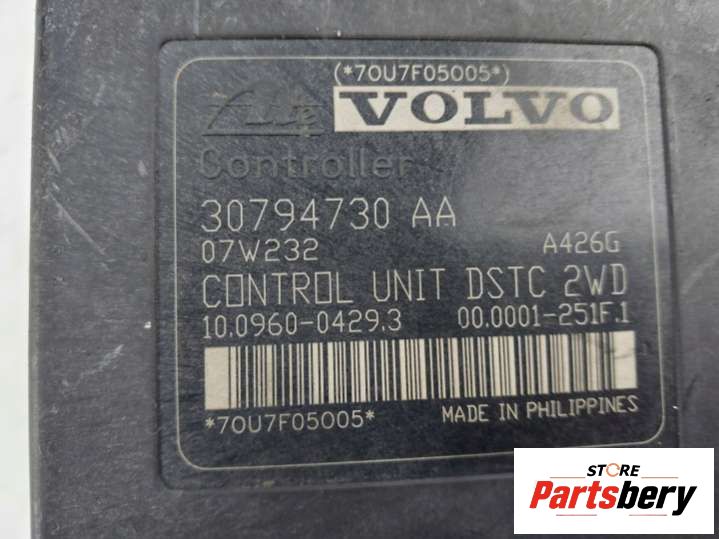 (*70U7F05005*)
Ate VOLVO
Controller
30794730 AA
07W232 A426G
CONTROL UNIT DSTC 2WD
10.0960-0429.3 00.0001-251F.1
*70U7F05005* MADE IN PHILIPPINES
STORE
Partsbery